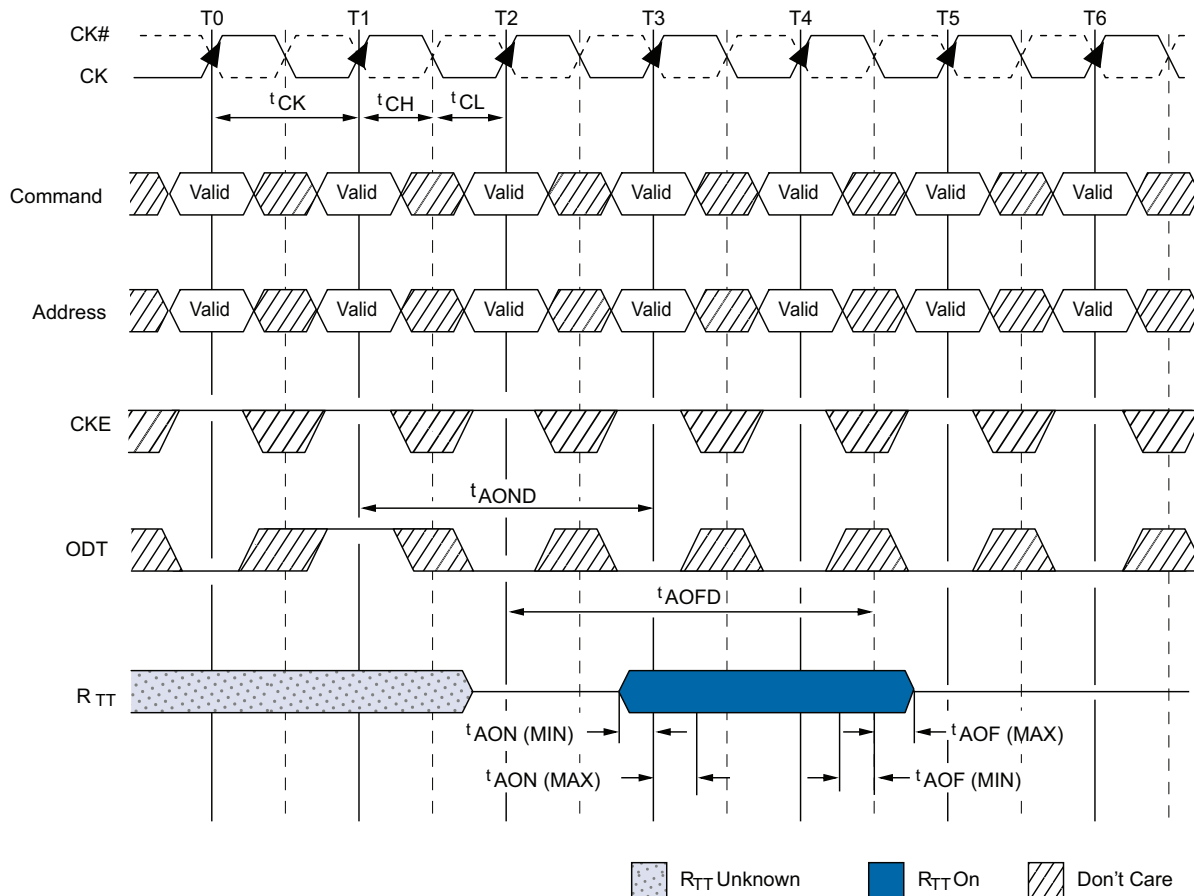 T0 T1 T2 T3 T4 T5 T6
CK#
CK
tCK tCH tCL
Command Valid Valid Valid Valid Valid Valid Valid
Address Valid Valid Valid Valid Valid Valid Valid
CKE
tAOND
ODT
tAOFD
RTT
tAON (MIN) tAOF (MAX)
tAON (MAX) tAOF (MIN)
RTT Unknown RTT On Don't Care